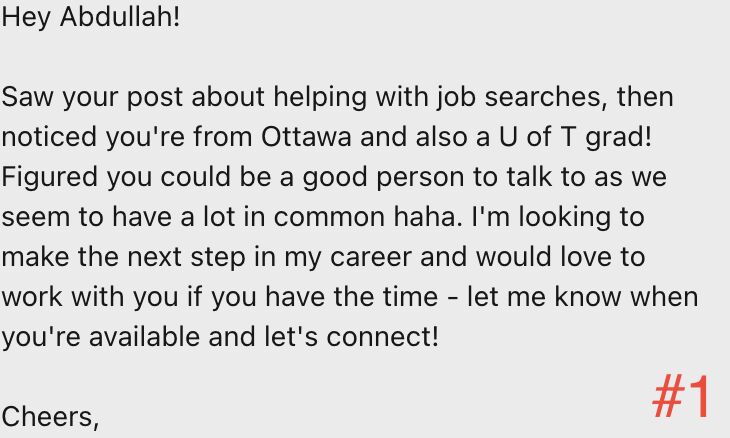 Hey Abdullah!
Saw your post about helping with job searches, then
noticed you're from Ottawa and also a U of T grad!
Figured you could be a good person to talk to as we
seem to have a lot in common haha. I'm looking to
make the next step in my career and would love to
work with you if you have the time - let me know when
you're available and let's connect!
#1
Cheers,